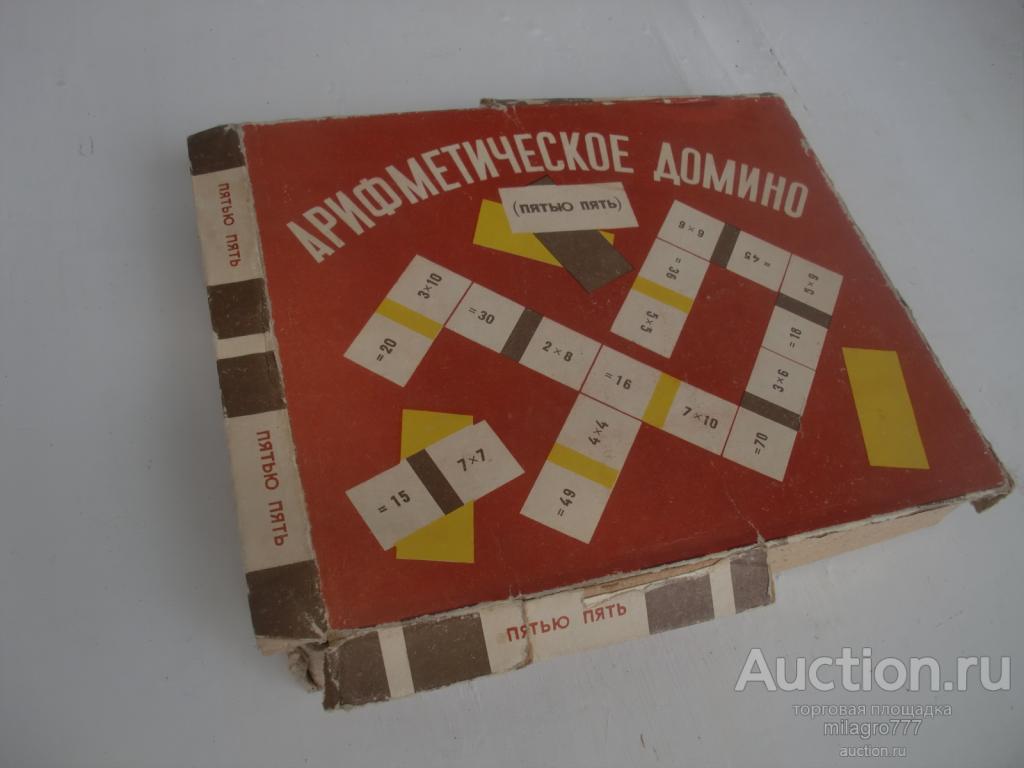 АРИФМЕТИЧЕСКОЕ ДОМИНО
(ПЯТЬЮ ПЯТЬ)
ПЯТЬЮ ПЯТЬ
ПЯТЬЮ ПЯТЬ
3×10
=20
=30
2×8
=16
7×10
=70
3×6
=18
5×9
=45
6×6
=36
5×5
4×4
=49
7×7
=15
ПЯТЬЮ ПЯТЬ
Auction.ru
торговая площадка
milagro777
auction.ru